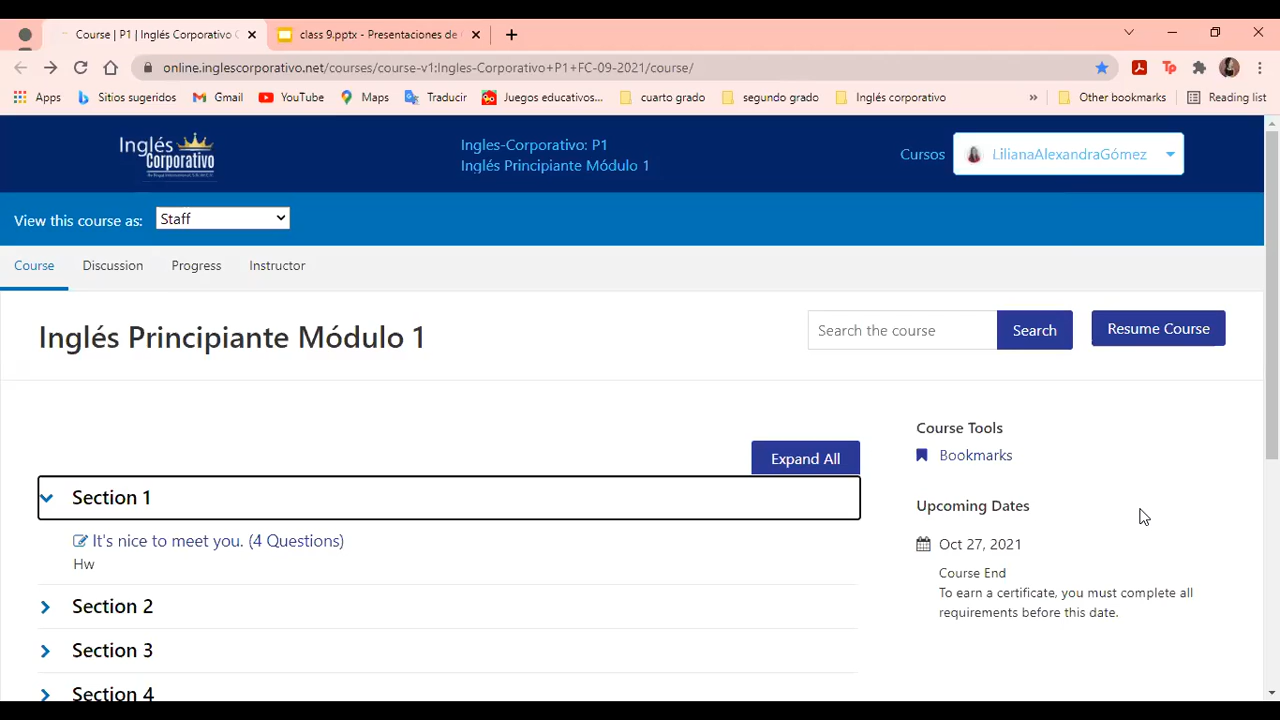 Course | P1 | Inglés Corporativo
class 9.pptx - Presentaciones de
online.inglescorporativo.net/courses/course-v1:Ingles-Corporativo+P1+FC-09-2021/course/
Apps Sitios sugeridos Gmail YouTube Maps Traducir Juegos educativos... cuarto grado segundo grado Inglés corporativo » Other bookmarks Reading list
Inglés Corporativo
Ingles-Corporativo: P1
Inglés Principiante Módulo 1
Cursos
LilianaAlexandraGómez
View this course as: Staff
Course Discussion Progress Instructor
Inglés Principiante Módulo 1
Search the course Search Resume Course
Expand All
Section 1
It's nice to meet you. (4 Questions)
Hw
Section 2
Section 3
Section 4
Course Tools
Bookmarks
Upcoming Dates
Oct 27, 2021
Course End
To earn a certificate, you must complete all
requirements before this date.